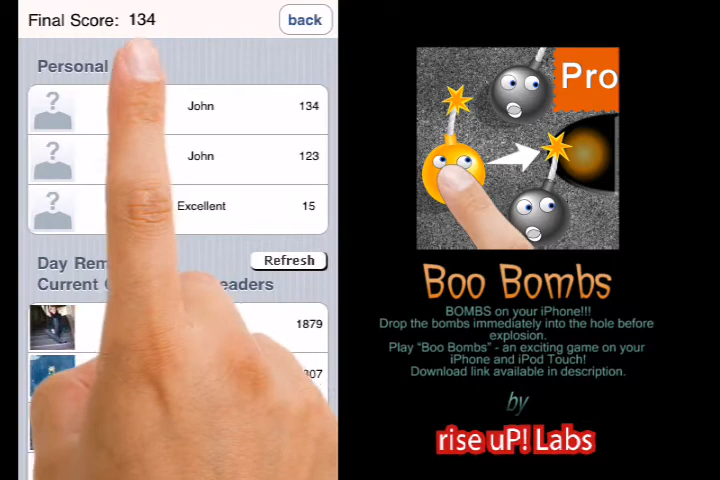 Final Score: 134
back
Personal
John 134
John 123
Excellent 15
Day Rem
Refresh
Current
eaders
1879
307
Pro
Boo Bombs
BOMBS on your iPhone!!!
Drop the bombs immediately into the hole before
explosion.
Play “Boo Bombs” - an exciting game on your
iPhone and iPod Touch!
Download link available in description.
by
rise uP! Labs